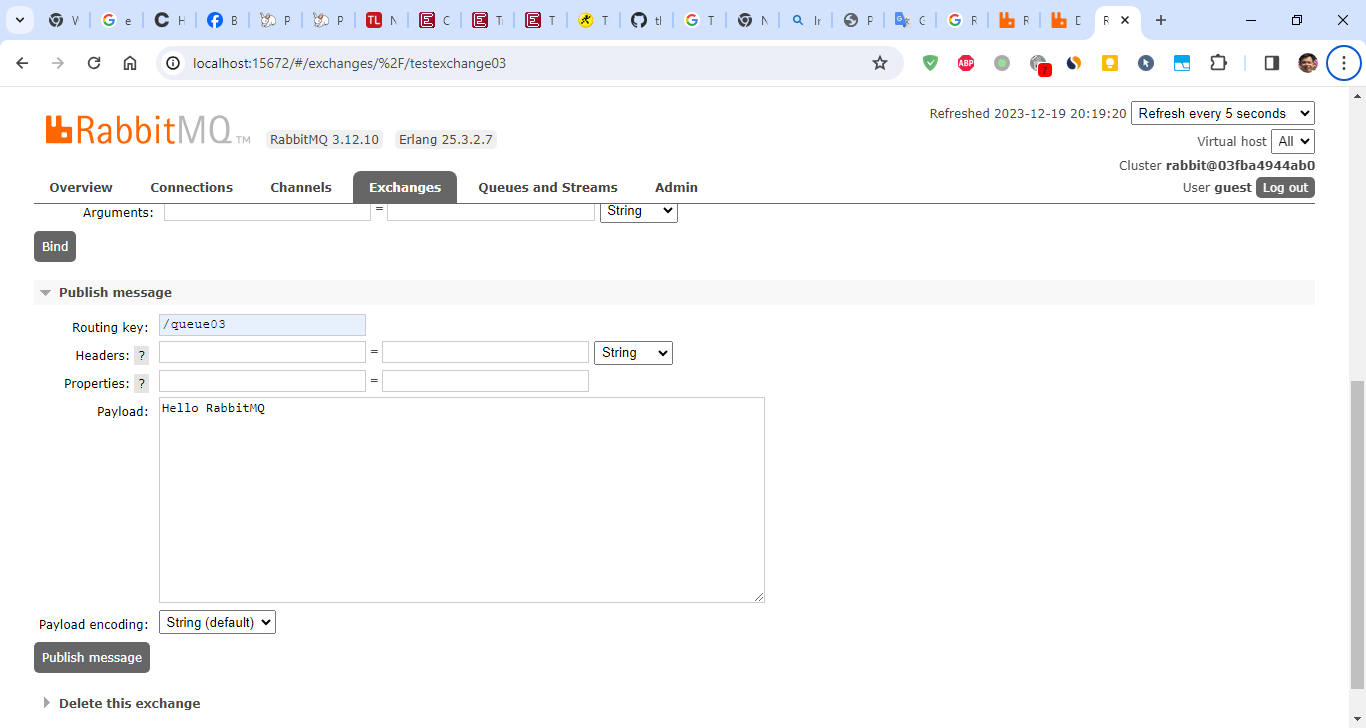 W
e
C
H
B
P
P
TL
N
E
C
E
T
E
T
T
tl
T
N
Ir
P
C
R
R
D
R
localhost:15672/#/exchanges/%2F/testexchange03
ABP
RabbitMQ TM
RabbitMQ 3.12.10
Erlang 25.3.2.7
Refreshed 2023-12-19 20:19:20 Refresh every 5 seconds
Virtual host All
Cluster rabbit@03fba4944ab0
User guest Log out
Overview Connections Channels Exchanges Queues and Streams Admin
Arguments: = String
Bind
Publish message
Routing key: /queue03
Headers: ? = String
Properties: ? =
Payload: Hello RabbitMQ
Payload encoding: String (default)
Publish message
Delete this exchange